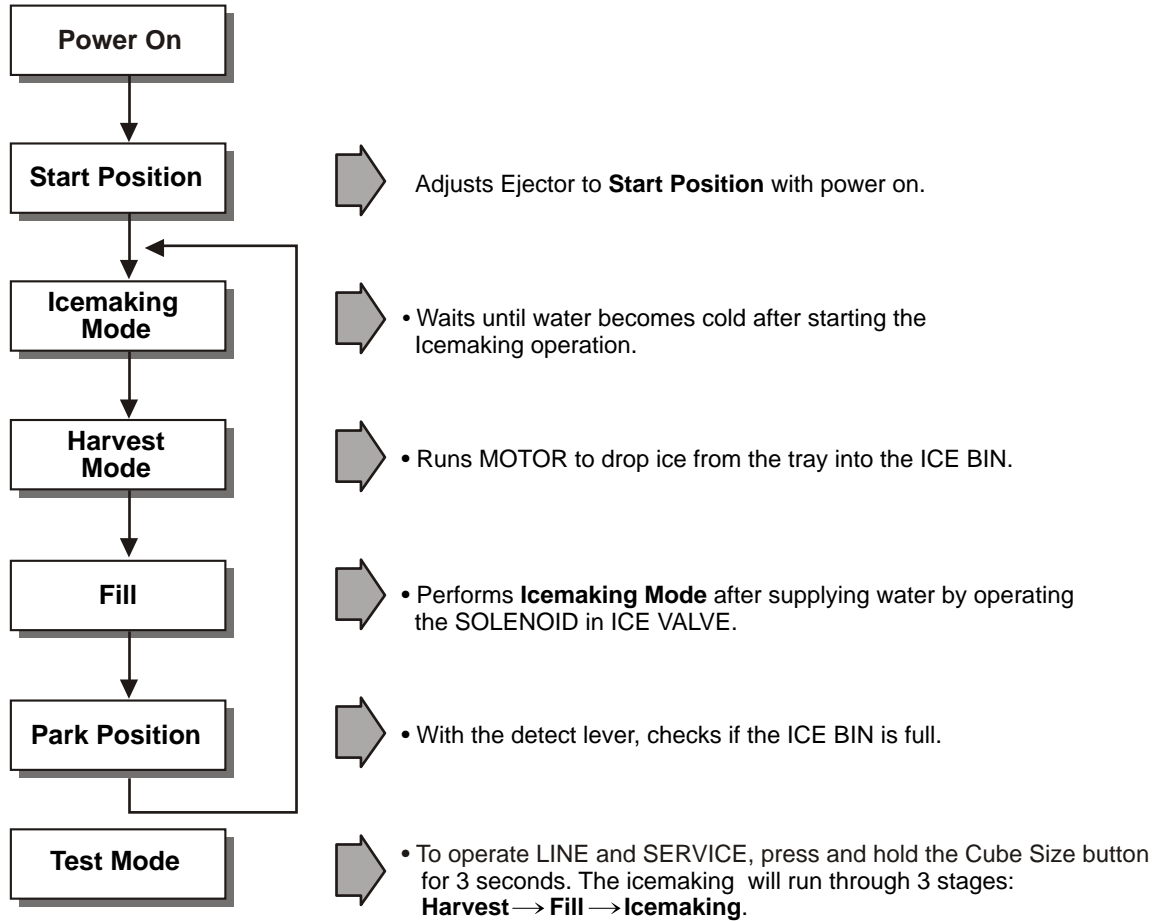 Power On
Start Position
Adjusts Ejector to Start Position with power on.
Icemaking
Mode
• Waits until water becomes cold after starting the
Icemaking operation.
Harvest
Mode
• Runs MOTOR to drop ice from the tray into the ICE BIN.
Fill
• Performs Icemaking Mode after supplying water by operating
the SOLENOID in ICE VALVE.
Park Position
• With the detect lever, checks if the ICE BIN is full.
Test Mode
• To operate LINE and SERVICE, press and hold the Cube Size button
for 3 seconds. The icemaking will run through 3 stages:
Harvest → Fill → Icemaking.